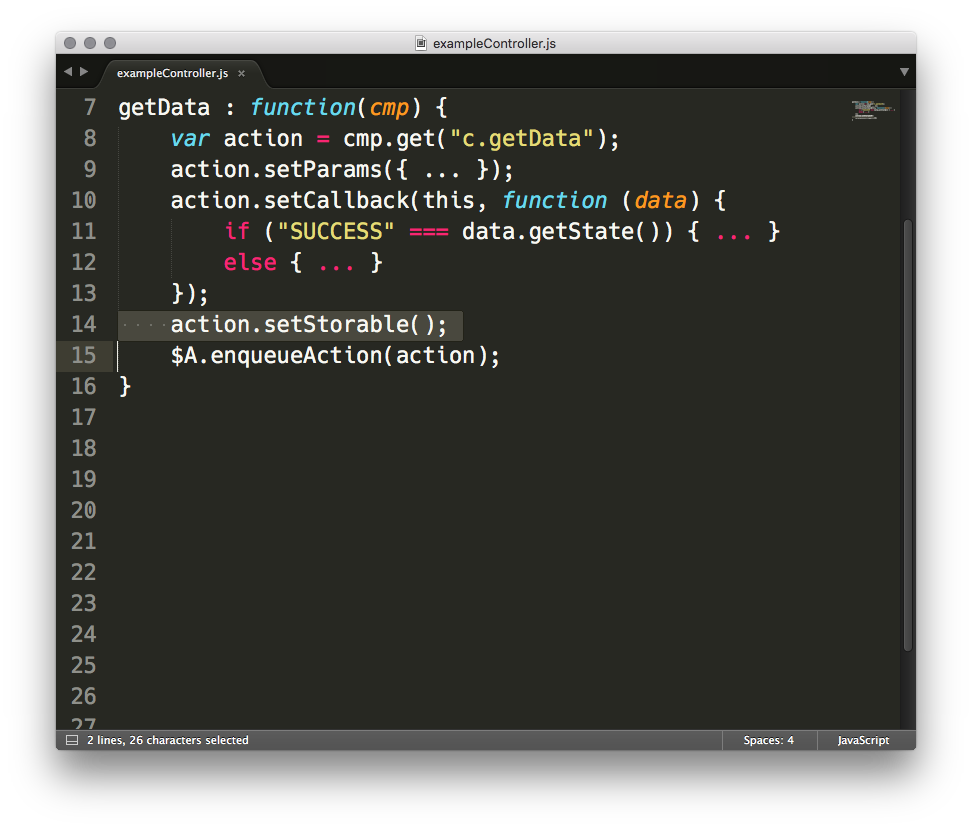 exampleController.js
exampleController.js ×
7 getData : function(cmp) {
8     var action = cmp.get("c.getData");
9     action.setParams({ ... });
10     action.setCallback(this, function (data) {
11         if ("SUCCESS" === data.getState()) { ... }
12         else { ... }
13     });
14     action.setStorable();
15     $A.enqueueAction(action);
16 }
17
18
19
20
21
22
23
24
25
26
27
2 lines, 26 characters selected Spaces: 4 JavaScript